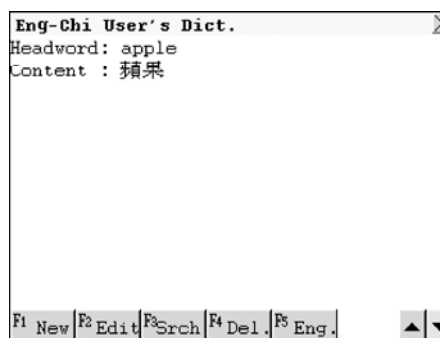 Eng-Chi User's Dict.
Headword: apple
Content : 蘋果
F1 New F2 Edit F3 Srch F4 Del. F5 Eng.